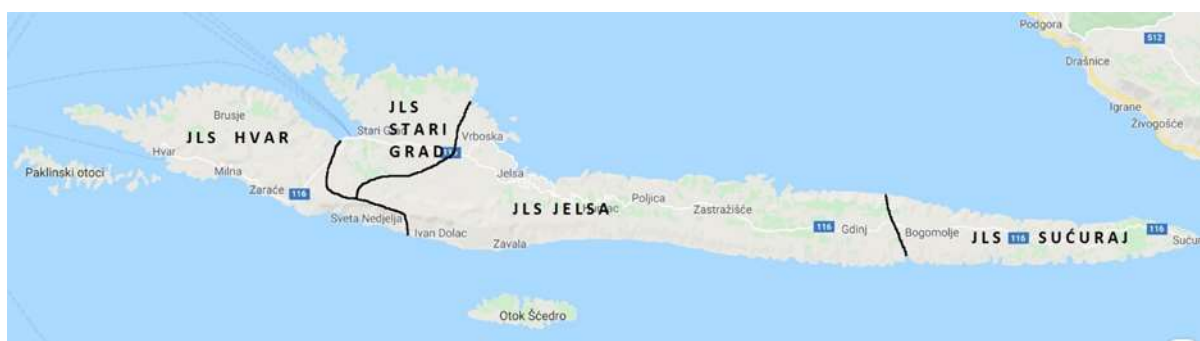 Podgora
512
Drašnice
Igrane
Živogošće
JLS
STARI
GRAD
Brusje
JLS HVAR
Stari Grad
Vrboska
Hvar
Milna
Paklinski otoci
Zaraće
116
Jelsa
Sveta Nedjelja
Ivan Dolac
Zavala
JLS JELSA
Poljica
Zastražišće
116
Gdinj
Bogomolje
JLS 116 SUĆURAJ
116
Otok Šćedro